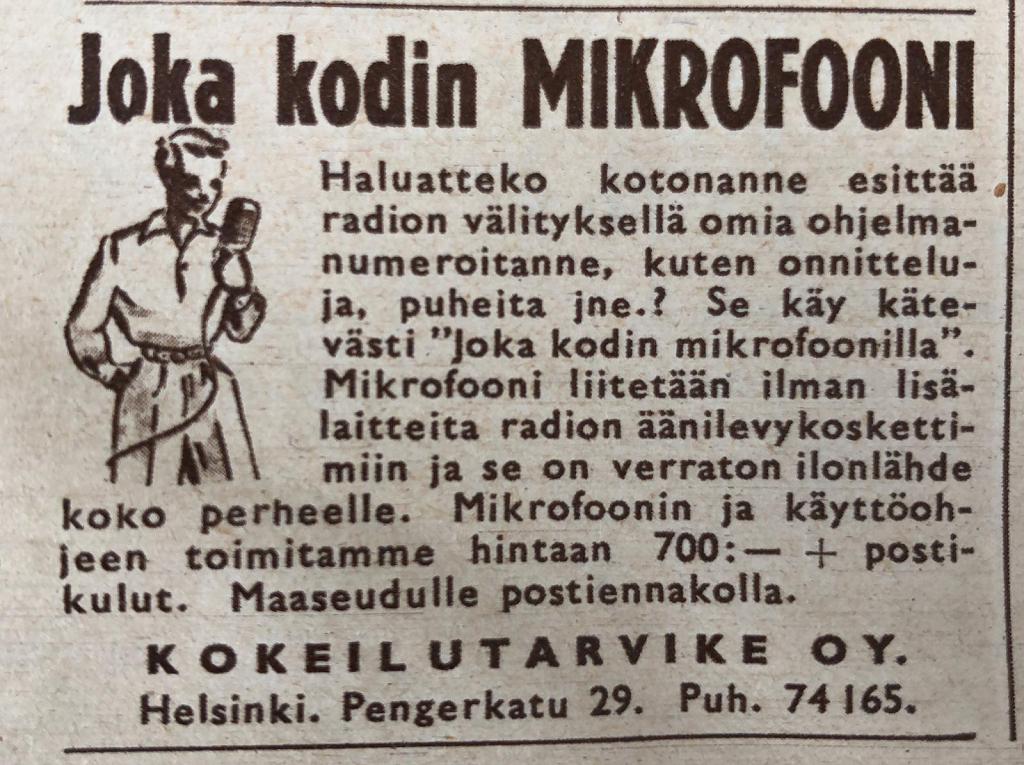 Joka kodin MIKROFOONI
Haluatteko kotonanne esittää
radion välityksellä omia ohjelma-
numeroitanne, kuten onnittelu-
ja, puheita jne.? Se käy käte-
västi ”Joka kodin mikrofoonilla”.
Mikrofooni liitetään ilman lisä-
laitteita radion äänilevykosketti-
miin ja se on verraton ilonlähde
koko perheelle. Mikrofoonin ja käyttöoh-
jeen toimitamme hintaan 700:— + posti-
kulut. Maaseudulle postiennakolla.
KOKEILUTARVIKE OY.
Helsinki. Pengerkatu 29. Puh. 74 165.